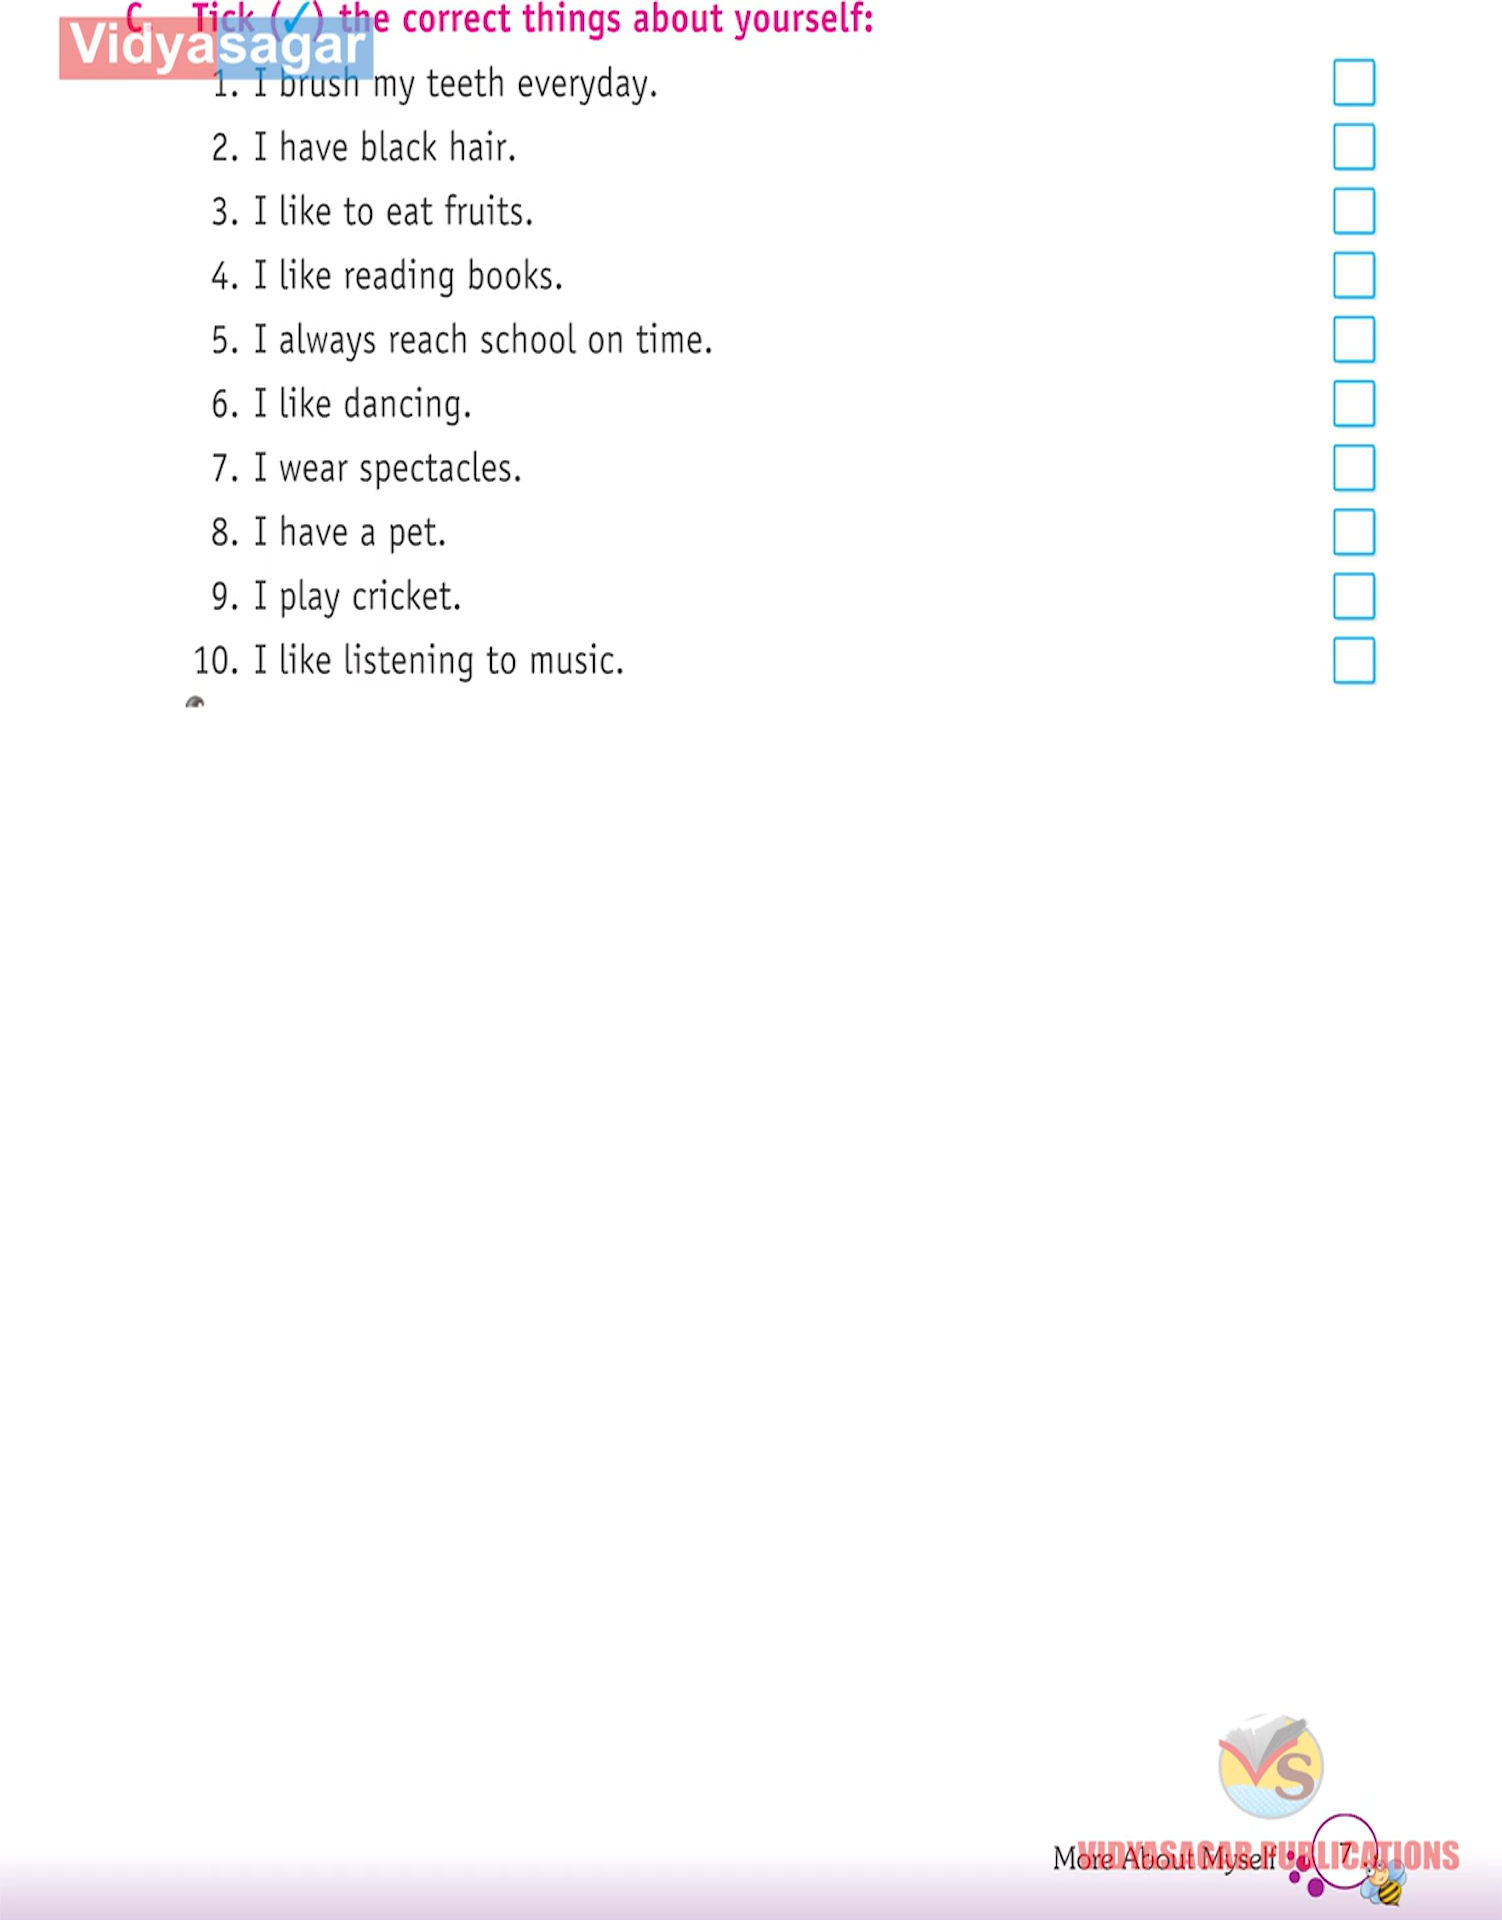 C. Tick (✓) the correct things about yourself:
Vidyasagar
1. I brush my teeth everyday.
2. I have black hair.
3. I like to eat fruits.
4. I like reading books.
5. I always reach school on time.
6. I like dancing.
7. I wear spectacles.
8. I have a pet.
9. I play cricket.
10. I like listening to music.
VS
More About Myself 7
VIDYASAGAR PUBLICATIONS